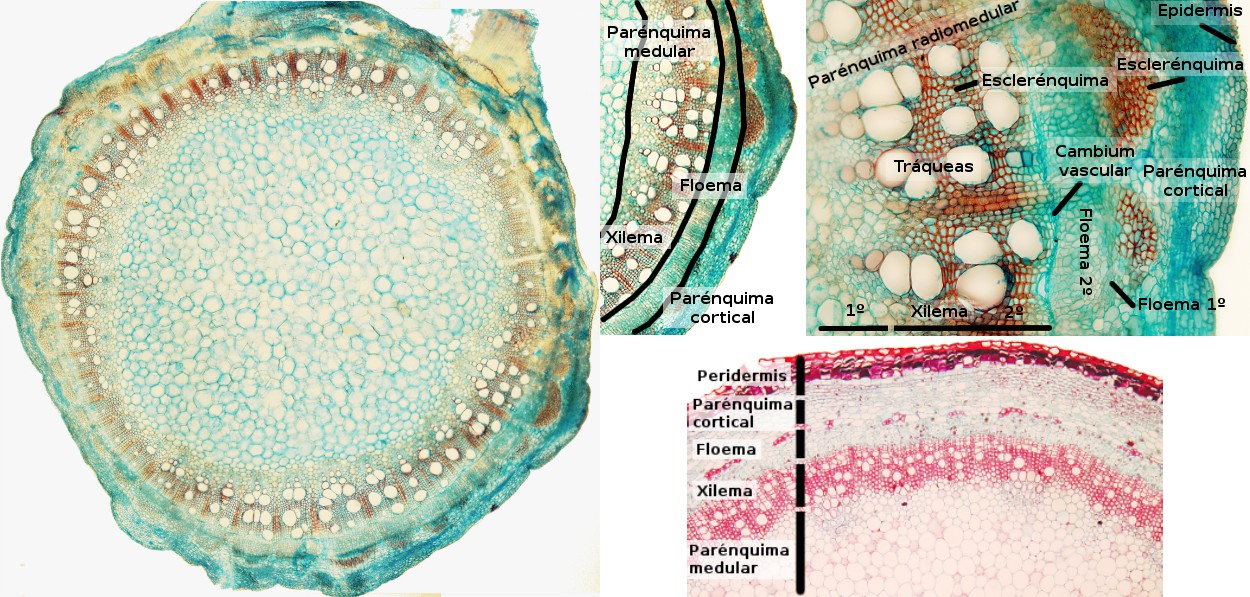 Parénquima
medular
Floema
Xilema
Parénquima
cortical
Epidermis
Parénquima radiomedular
Esclerénquima
Esclerénquima
Tráqueas
Cambium
vascular
Parénquima
cortical
Floema 2º
Floema 1º
1º Xilema 2º
Peridermis
Parénquima
cortical
Floema
Xilema
Parénquima
medular